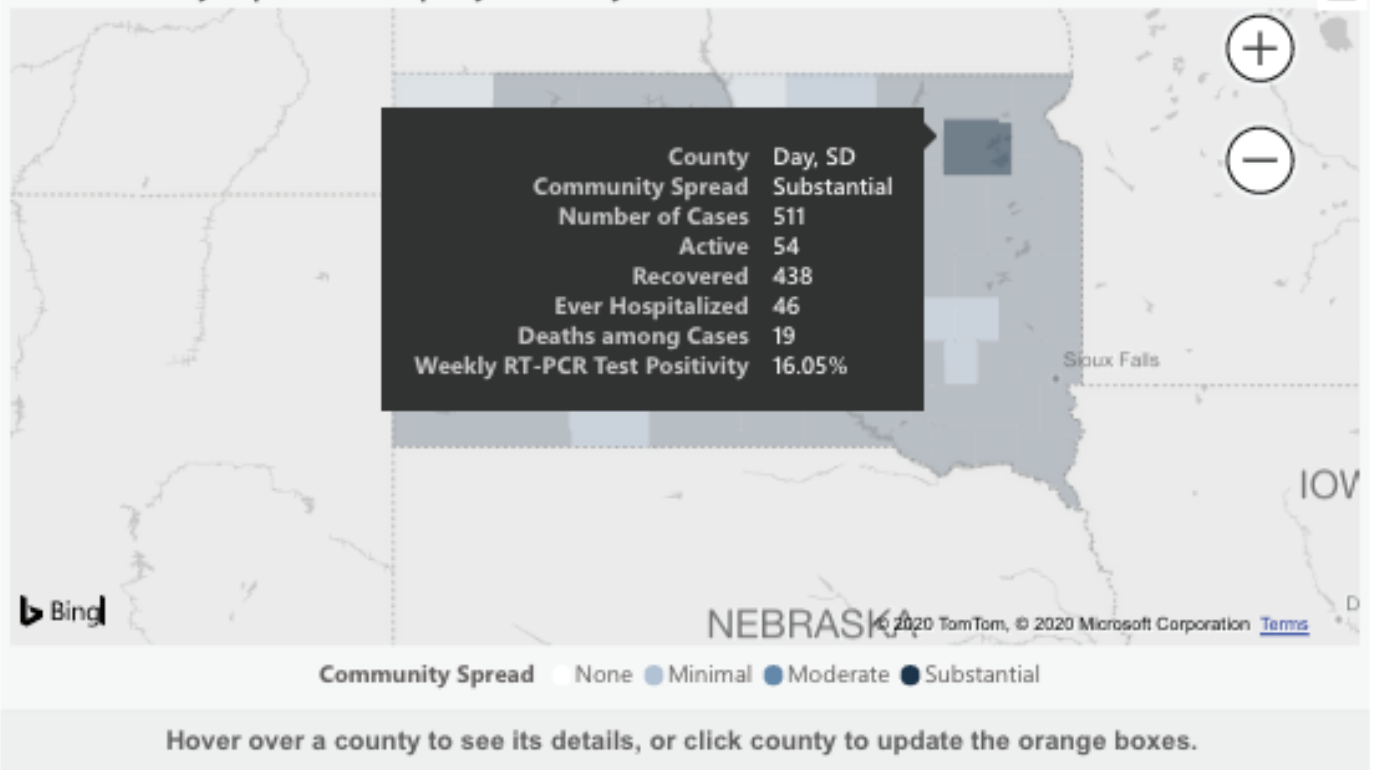 County Day, SD
Community Spread Substantial
Number of Cases 511
Active 54
Recovered 438
Ever Hospitalized 46
Deaths among Cases 19
Weekly RT-PCR Test Positivity 16.05%
Sioux Falls
IOW
D
Bing
NEBRASKA
© 2020 TomTom, © 2020 Microsoft Corporation Terms
Community Spread None Minimal Moderate Substantial
Hover over a county to see its details, or click county to update the orange boxes.